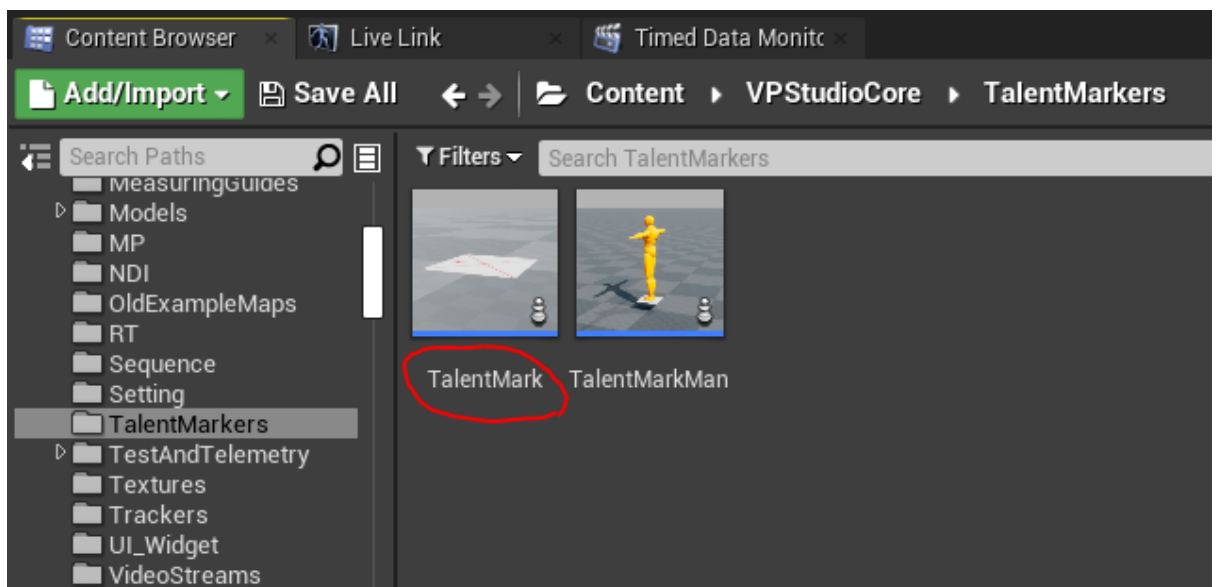 Content Browser
Live Link
Timed Data Monitc
Add/Import
Save All
Content
VPStudioCore
TalentMarkers
Search Paths
Filters
Search TalentMarkers
MeasuringGuides
Models
MP
NDI
OldExampleMaps
RT
Sequence
Setting
TalentMarkers
TestAndTelemetry
Textures
Trackers
UI_Widget
VideoStreams
TalentMark
TalentMarkMan